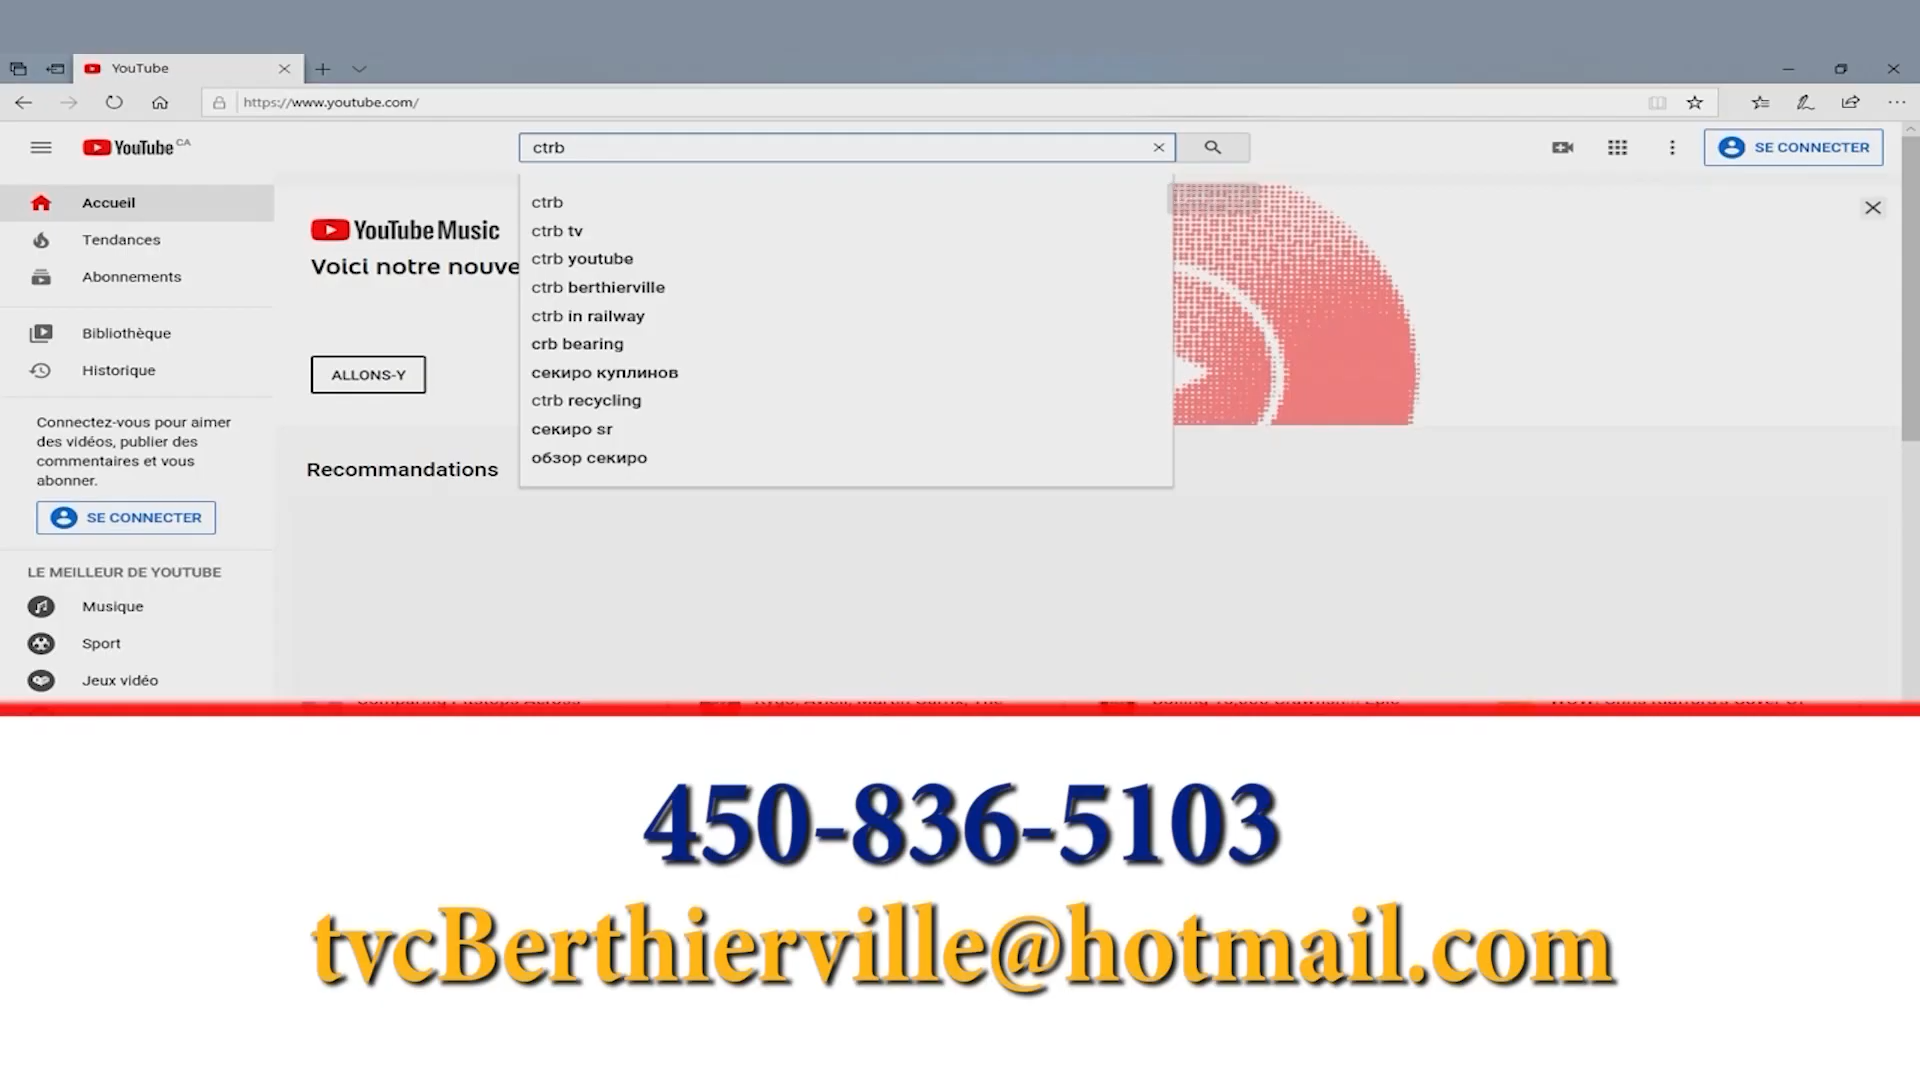 YouTube
https://www.youtube.com/
YouTube CA
ctrb
SE CONNECTER
Accueil
Tendances
Abonnements
Bibliothèque
Historique
Connectez-vous pour aimer
des vidéos, publier des
commentaires et vous
abonner.
SE CONNECTER
LE MEILLEUR DE YOUTUBE
Musique
Sport
Jeux vidéo
YouTube Music
Voici notre nouve
ALLONS-Y
Recommandations
ctrb
ctrb tv
ctrb youtube
ctrb berthierville
ctrb in railway
crb bearing
секиро куплинов
ctrb recycling
секиро sr
обзор секиро
450-836-5103
tvcBerthierville@hotmail.com